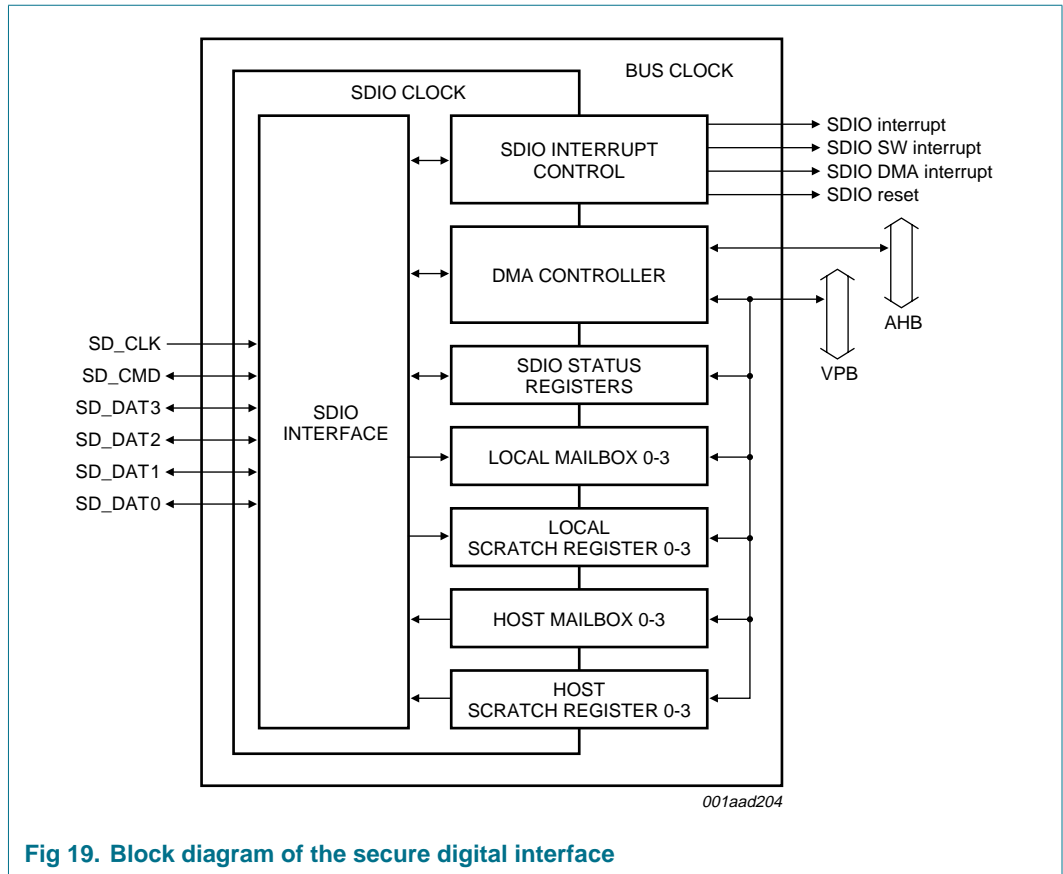 BUS CLOCK
SDIO CLOCK
SDIO INTERRUPT
CONTROL
SDIO interrupt
SDIO SW interrupt
SDIO DMA interrupt
SDIO reset
DMA CONTROLLER
AHB
VPB
SD_CLK
SD_CMD
SD_DAT3
SD_DAT2
SD_DAT1
SD_DAT0
SDIO
INTERFACE
SDIO STATUS
REGISTERS
LOCAL MAILBOX 0-3
LOCAL
SCRATCH REGISTER 0-3
HOST MAILBOX 0-3
HOST
SCRATCH REGISTER 0-3
001aad204
Fig 19. Block diagram of the secure digital interface